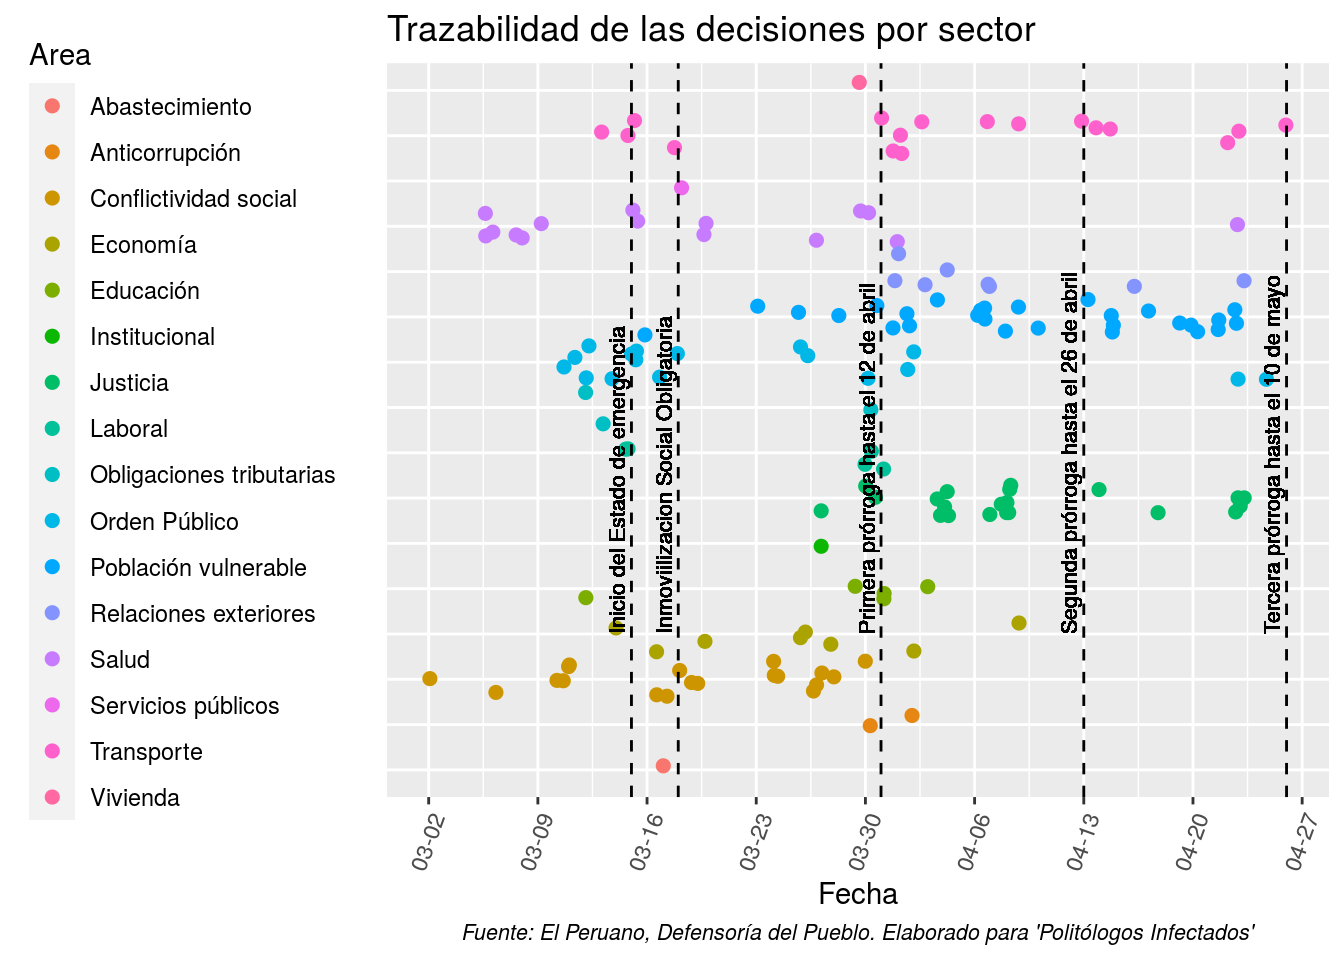 Trazabilidad de las decisiones por sector
Area
Abastecimiento
Anticorrupción
Conflictividad social
Economía
Educación
Institucional
Justicia
Laboral
Obligaciones tributarias
Orden Público
Población vulnerable
Relaciones exteriores
Salud
Servicios públicos
Transporte
Vivienda
Inicio del Estado de emergencia
Inmoviilizacion Social Obligatoria
Primera prórroga hasta el 12 de abril
Segunda prórroga hasta el 26 de abril
Tercera prórroga hasta el 10 de mayo
03-02
03-09
03-16
03-23
03-30
04-06
04-13
04-20
04-27
Fecha
Fuente: El Peruano, Defensoría del Pueblo. Elaborado para 'Politólogos Infectados'